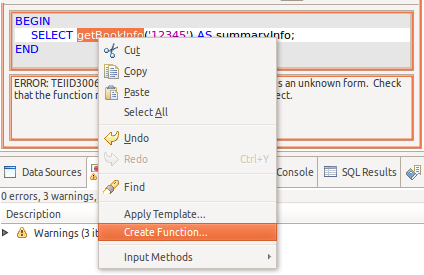 BEGIN
SELECT getBookInfo('12345') AS summaryInfo;
END
ERROR: TEIID3006 s an unknown form. Check
that the function ect.
Cut
Copy
Paste
Select All
Undo
Redo Ctrl+Y
Find
Apply Template...
Create Function...
Input Methods
Data Sources Console SQL Results
0 errors, 3 warnings,
Description
Warnings (3 it